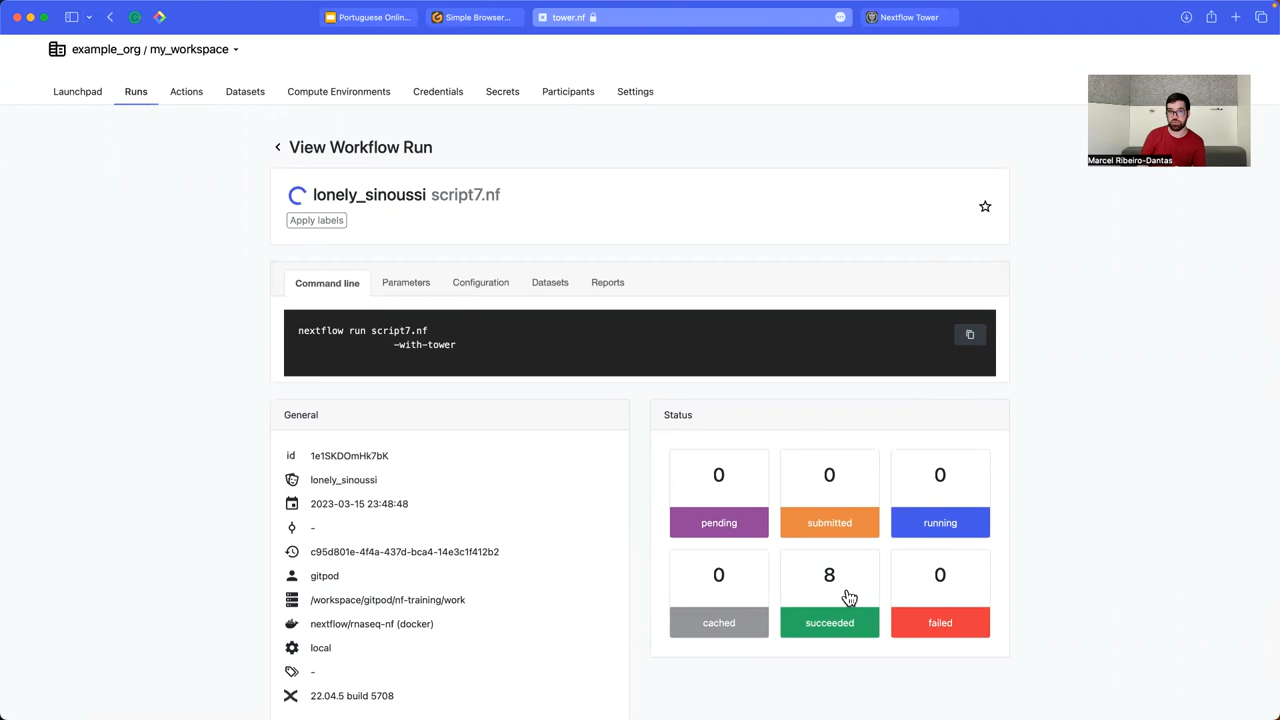 Portuguese Onlin...
Simple Browser...
tower.nf
Nextflow Tower
example_org / my_workspace
Launchpad
Runs
Actions
Datasets
Compute Environments
Credentials
Secrets
Participants
Settings
Marcel Ribeiro-Dantas
View Workflow Run
lonely_sinoussi script7.nf
Apply labels
Command line
Parameters
Configuration
Datasets
Reports
nextflow run script7.nf
-with-tower
General
id 1e1SKDOmHk7bK
lonely_sinoussi
2023-03-15 23:48:48
-
c95d801e-4f4a-437d-bca4-14e3c1f412b2
gitpod
/workspace/gitpod/nf-training/work
nextflow/rnaseq-nf (docker)
local
-
22.04.5 build 5708
Status
0
pending
0
submitted
0
running
0
cached
8
succeeded
0
failed